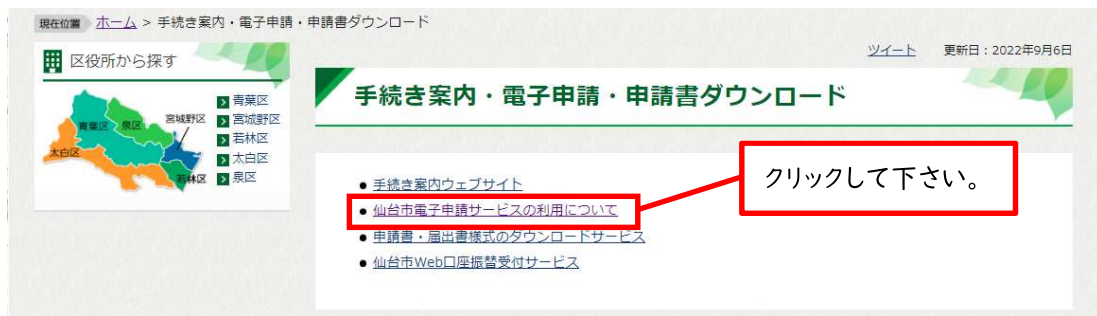 現在位置 ホーム > 手続き案内・電子申請・申請書ダウンロード
区役所から探す
青葉区
泉区
宮城野区
太白区
若林区
青葉区
宮城野区
若林区
太白区
泉区
ツイート 更新日：2022年9月6日
手続き案内・電子申請・申請書ダウンロード
クリックして下さい。
● 手続き案内ウェブサイト
● 仙台市電子申請サービスの利用について
● 申請書・届出書様式のダウンロードサービス
● 仙台市Web口座振替受付サービス